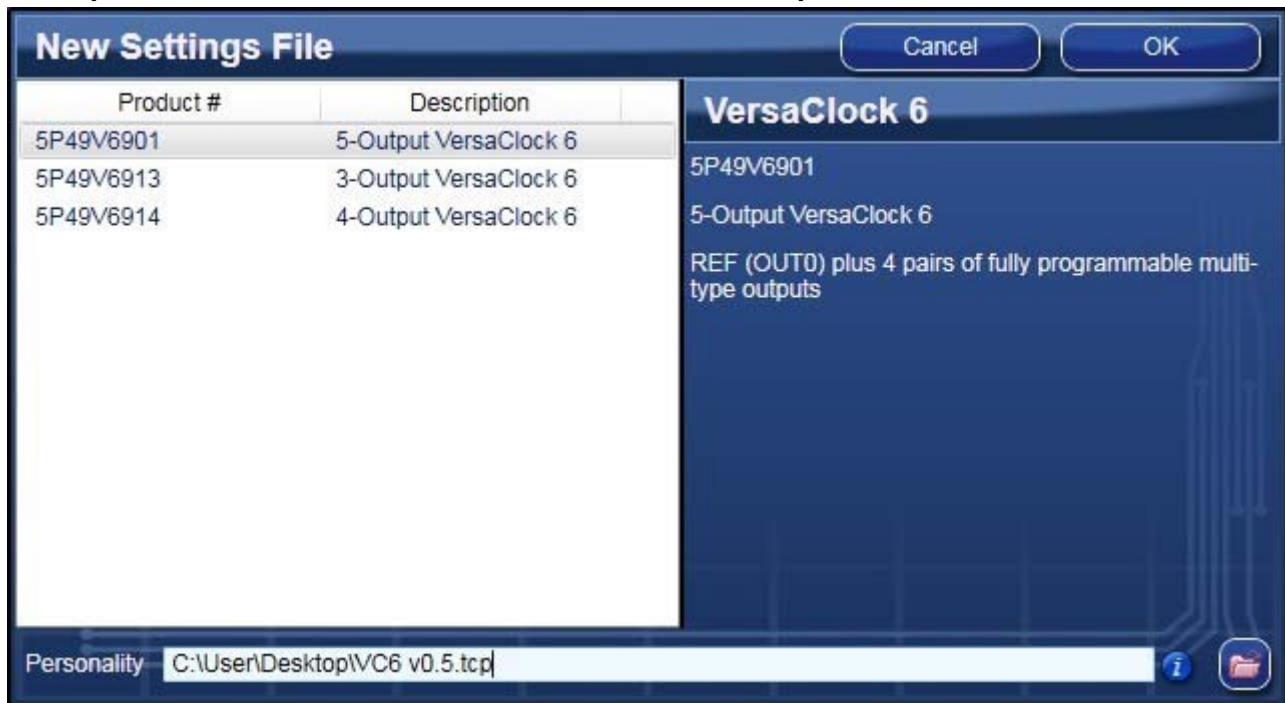 New Settings File
Cancel
OK
Product #
Description
5P49V6901
5-Output VersaClock 6
5P49V6913
3-Output VersaClock 6
5P49V6914
4-Output VersaClock 6
VersaClock 6
5P49V6901
5-Output VersaClock 6
REF (OUT0) plus 4 pairs of fully programmable multi-
type outputs
Personality
C:\User\Desktop\VC6 v0.5.tcp
i